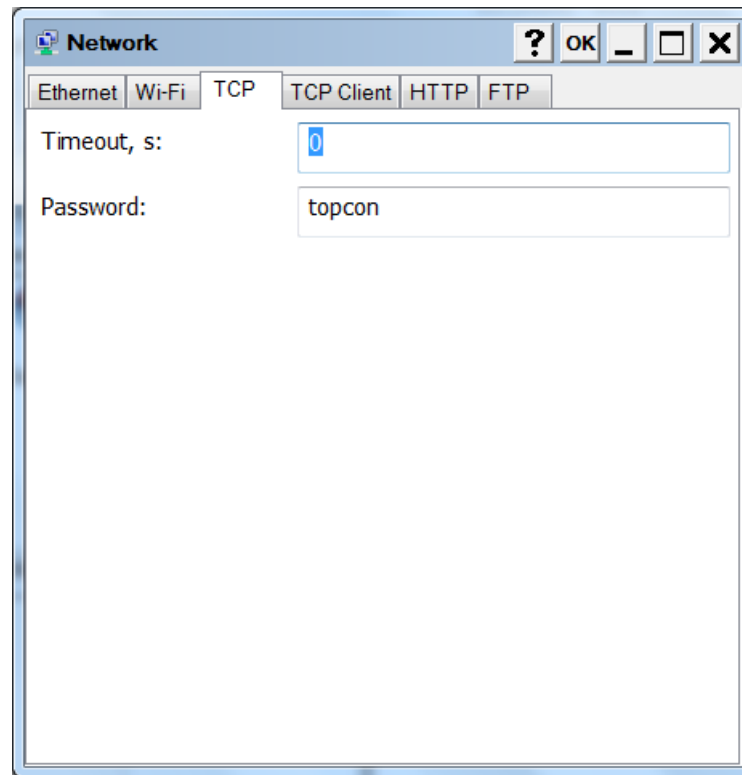 Network ? OK
Ethernet Wi-Fi TCP TCP Client HTTP FTP
Timeout, s: 0
Password: topcon